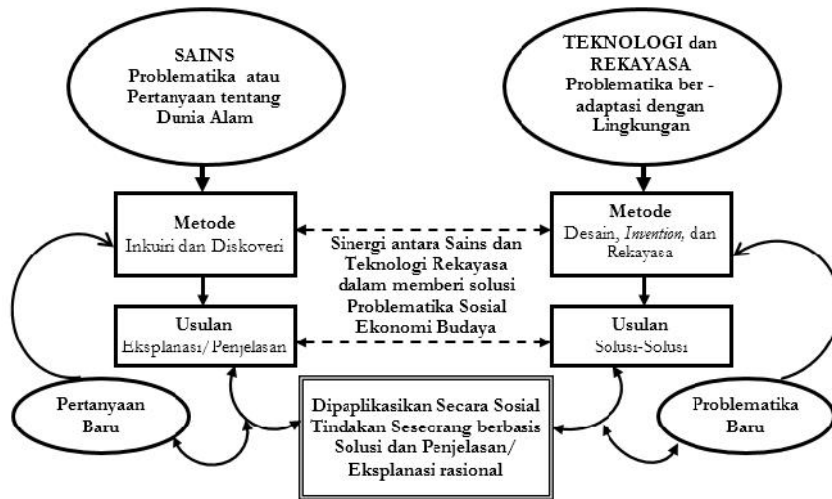 SAINS
Problematika atau
Pertanyaan tentang
Dunia Alam
TEKNOLOGI dan
REKAYASA
Problematika ber -
adaptasi dengan
Lingkungan
Metode
Inkuiri dan Diskoveri
Metode
Desain, Invention, dan
Rekayasa
Sinergi antara Sains dan
Teknologi Rekayasa
dalam memberi solusi
Problematika Sosial
Ekonomi Budaya
Usulan
Eksplanasi/Penjelasan
Usulan
Solusi-Solusi
Pertanyaan
Baru
Dipaplikasikan Secara Sosial
Tindakan Seseorang berbasis
Solusi dan Penjelasan/
Eksplanasi rasional
Problematika
Baru